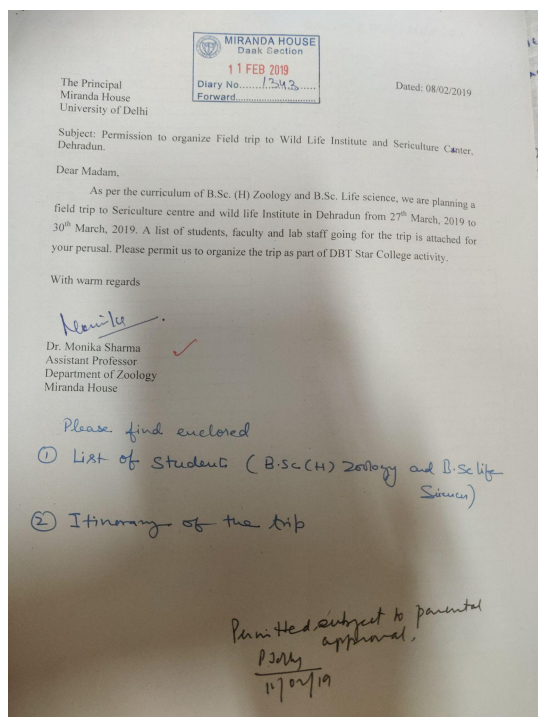 MIRANDA HOUSE
Daak Section
11 FEB 2019
Diary No.......1343.....
Forward........................
The Principal
Miranda House
University of Delhi
Dated: 08/02/2019
Subject: Permission to organize Field trip to Wild Life Institute and Sericulture Center,
Dehradun.
Dear Madam,
As per the curriculum of B.Sc. (H) Zoology and B.Sc. Life science, we are planning a
field trip to Sericulture centre and wild life Institute in Dehradun from 27th March, 2019 to
30th March, 2019. A list of students, faculty and lab staff going for the trip is attached for
your perusal. Please permit us to organize the trip as part of DBT Star College activity.
With warm regards
Monika
Dr. Monika Sharma
Assistant Professor
Department of Zoology
Miranda House
Please find enclosed
① List of Students (B.Sc (H) Zoology and B.Sc life
Sciences)
② Itinerary of the trip
Permitted subject to parental
approval.
11/02/19